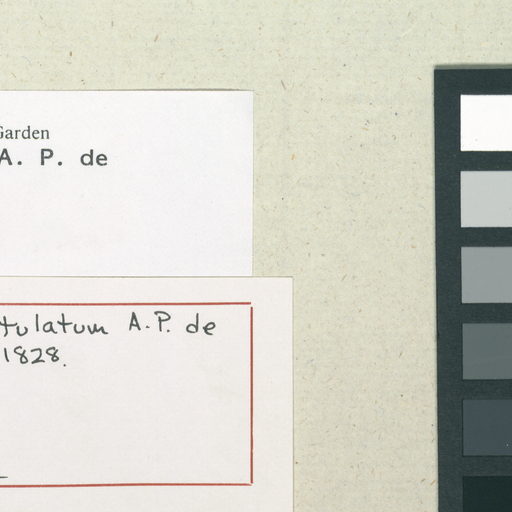 Garden
A. P. de
tulatum A.P. de
1828.